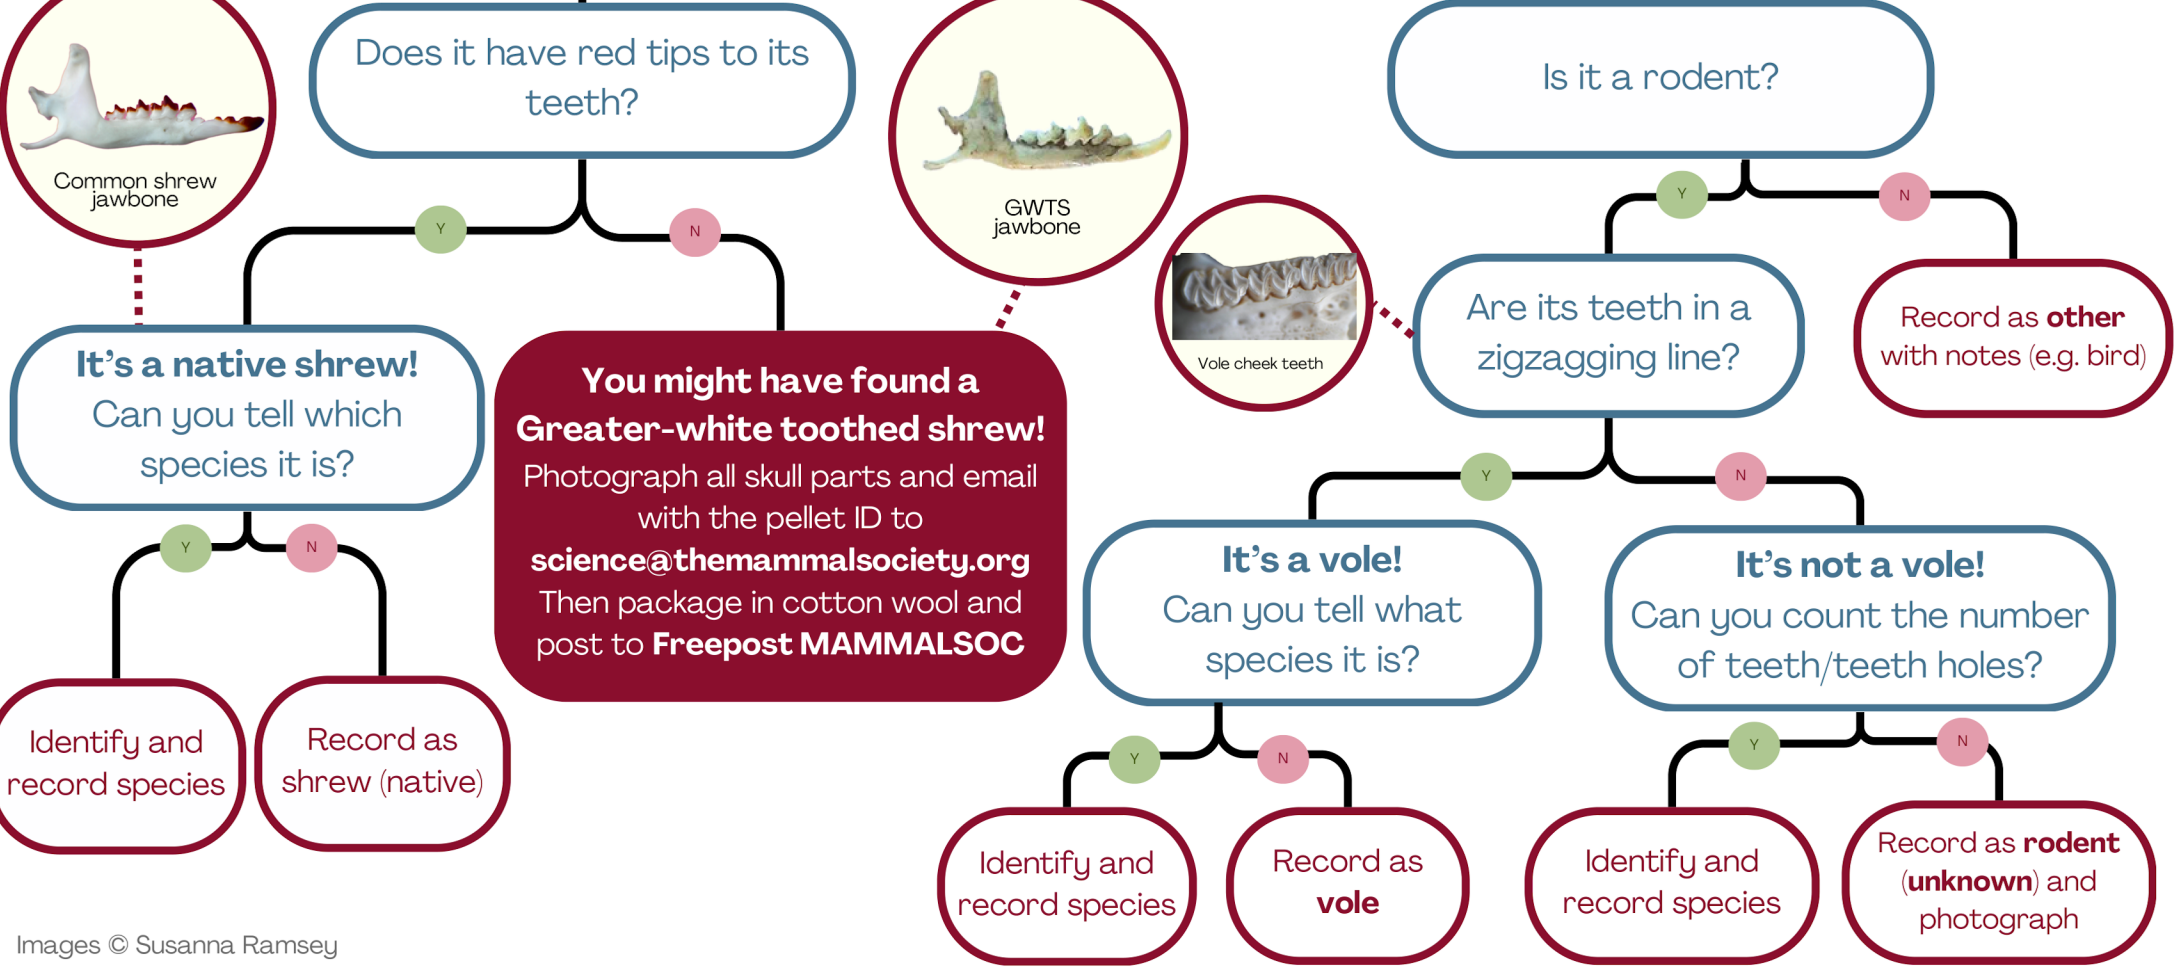 Does it have red tips to its
teeth?
Is it a rodent?
Common shrew
jawbone
GWTS
jawbone
Y
N
Y
N
Vole cheek teeth
Are its teeth in a
zigzagging line?
Record as other
with notes (e.g. bird)
It's a native shrew!
Can you tell which
species it is?
You might have found a
Greater-white toothed shrew!
Photograph all skull parts and email
with the pellet ID to
science@themammalsociety.org
Then package in cotton wool and
post to Freepost MAMMALSOC
Y
N
Y
N
It's a vole!
Can you tell what
species it is?
It's not a vole!
Can you count the number
of teeth/teeth holes?
Identify and
record species
Record as
shrew (native)
Y
N
Y
N
Identify and
record species
Record as
vole
Identify and
record species
Record as rodent
(unknown) and
photograph
Images © Susanna Ramsey